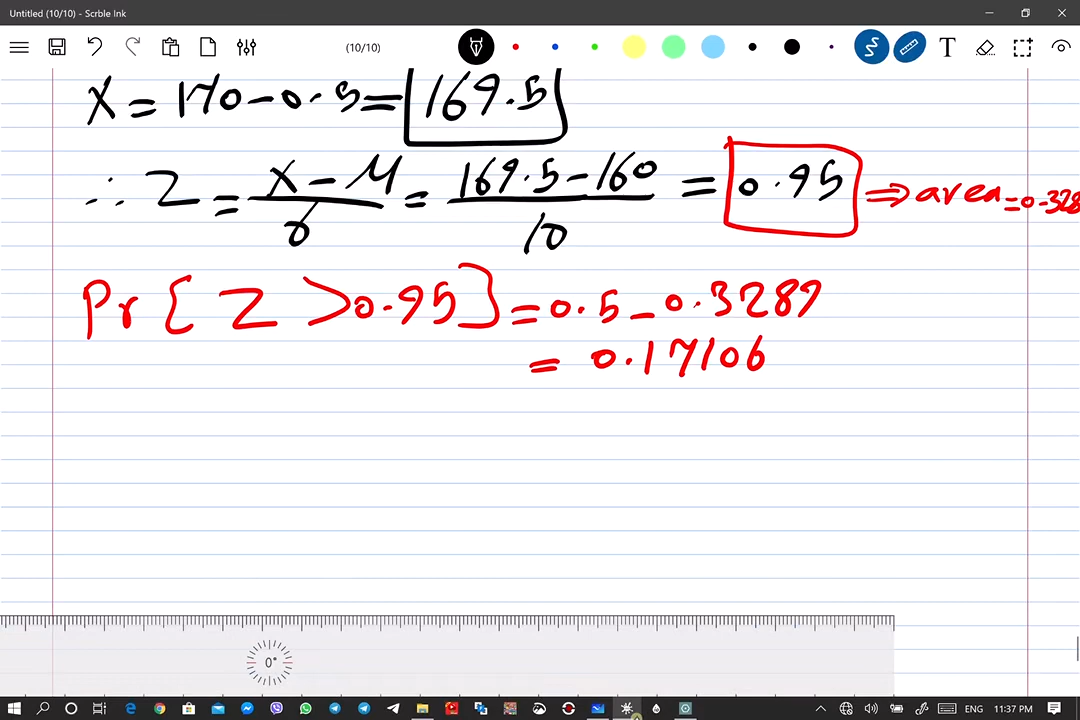 Untitled (10/10) - Scrble Ink
(10/10)
T
X = 170 - 0.5 = 169.5
∴ Z = X - M / σ = 169.5 - 160 / 10 = 0.95 ⇒ area = 0.328
Pr { Z > 0.95 } = 0.5 - 0.3289
= 0.17106
0°
ENG 11:37 PM